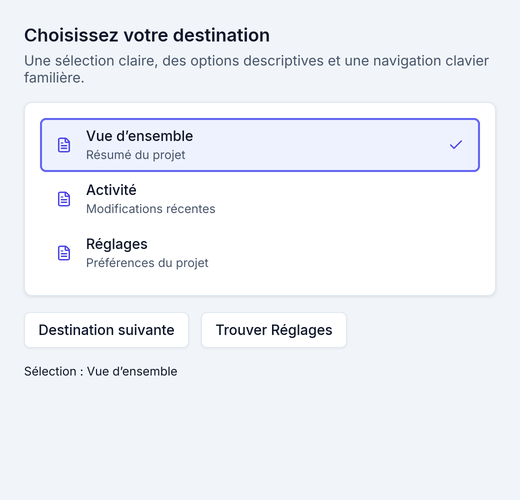 Choisissez votre destination
Une sélection claire, des options descriptives et une navigation clavier
familière.
Vue d’ensemble
Résumé du projet
Activité
Modifications récentes
Réglages
Préférences du projet
Destination suivante
Trouver Réglages
Sélection : Vue d’ensemble